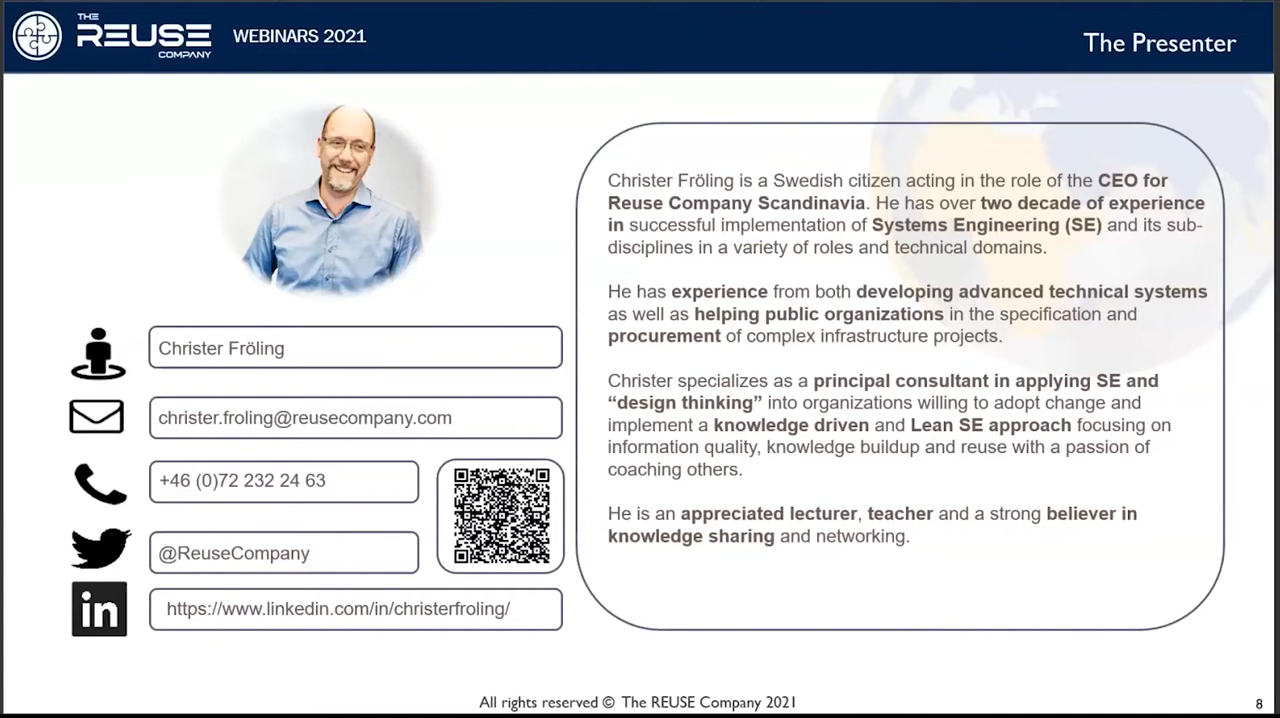 THE
REUSE
COMPANY
WEBINARS 2021
The Presenter
Christer Fröling
christer.froling@reusecompany.com
+46 (0)72 232 24 63
@ReuseCompany
in
https://www.linkedin.com/in/christerfroling/
Christer Fröling is a Swedish citizen acting in the role of the CEO for
Reuse Company Scandinavia. He has over two decade of experience
in successful implementation of Systems Engineering (SE) and its sub-
disciplines in a variety of roles and technical domains.
He has experience from both developing advanced technical systems
as well as helping public organizations in the specification and
procurement of complex infrastructure projects.
Christer specializes as a principal consultant in applying SE and
“design thinking” into organizations willing to adopt change and
implement a knowledge driven and Lean SE approach focusing on
information quality, knowledge buildup and reuse with a passion of
coaching others.
He is an appreciated lecturer, teacher and a strong believer in
knowledge sharing and networking.
All rights reserved © The REUSE Company 2021
8